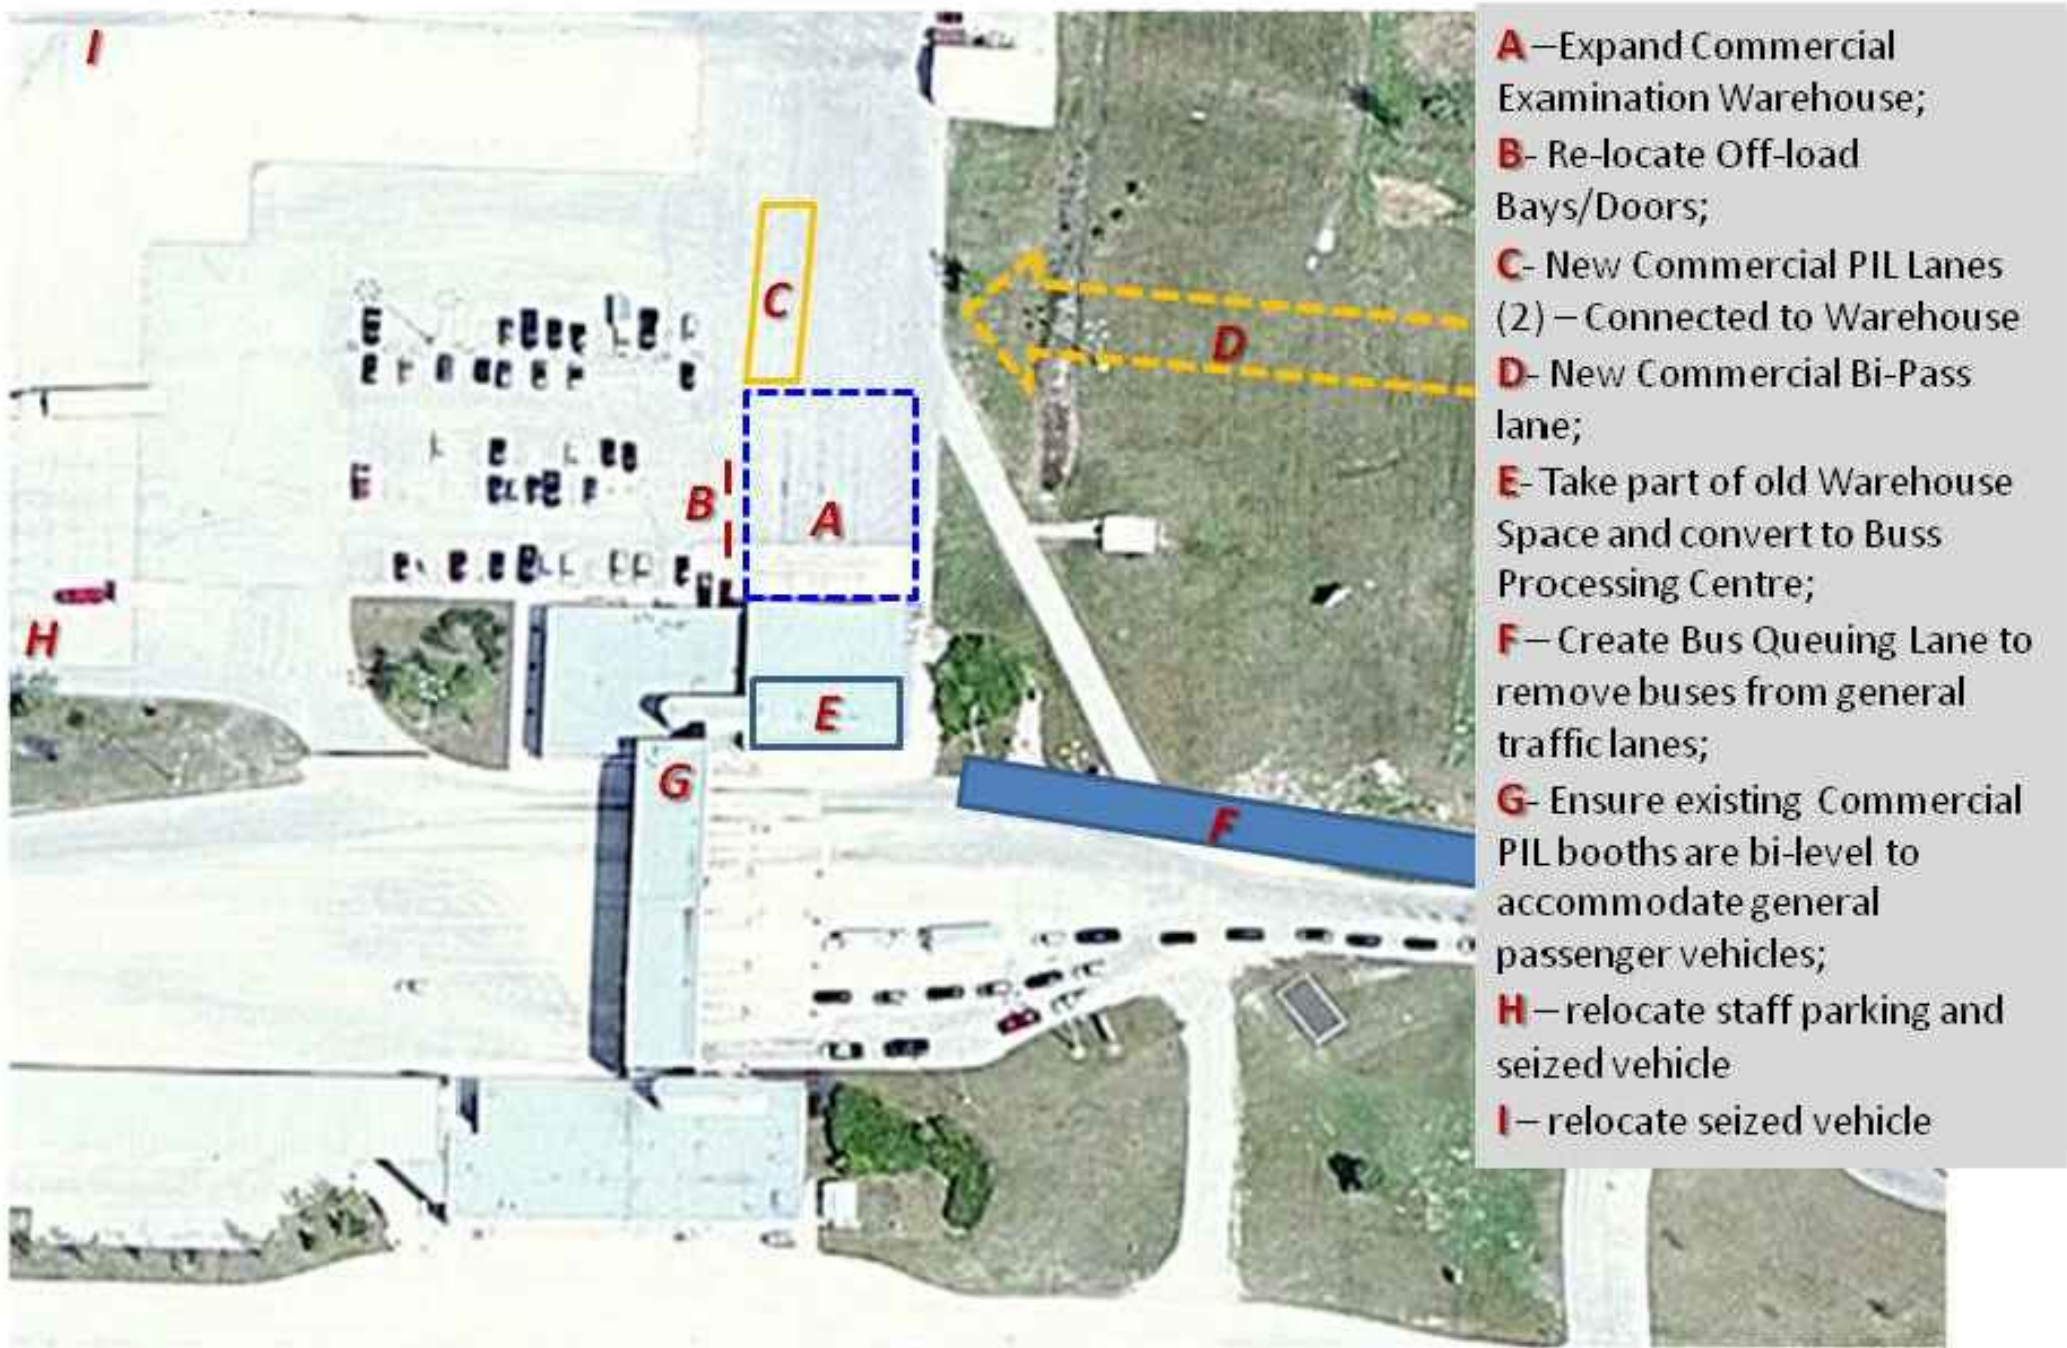 I
C
D
B
A
H
E
G
F
A –Expand Commercial
Examination Warehouse;
B- Re-locate Off-load
Bays/Doors;
C- New Commercial PIL Lanes
(2) – Connected to Warehouse
D- New Commercial Bi-Pass
lane;
E- Take part of old Warehouse
Space and convert to Buss
Processing Centre;
F – Create Bus Queuing Lane to
remove buses from general
traffic lanes;
G- Ensure existing Commercial
PIL booths are bi-level to
accommodate general
passenger vehicles;
H – relocate staff parking and
seized vehicle
I – relocate seized vehicle